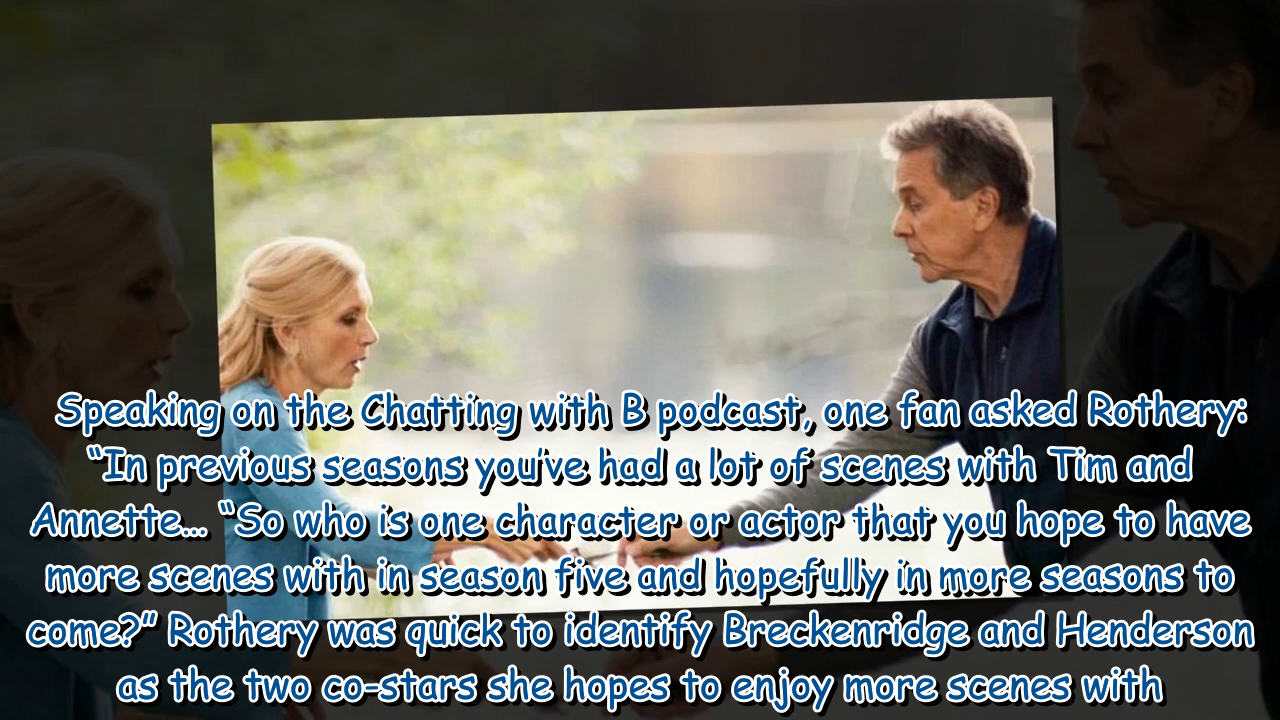 Speaking on the Chatting with B podcast, one fan asked Rothery:
“In previous seasons you’ve had a lot of scenes with Tim and
Annette... “So who is one character or actor that you hope to have
more scenes with in season five and hopefully in more seasons to
come?” Rothery was quick to identify Breckenridge and Henderson
as the two co-stars she hopes to enjoy more scenes with